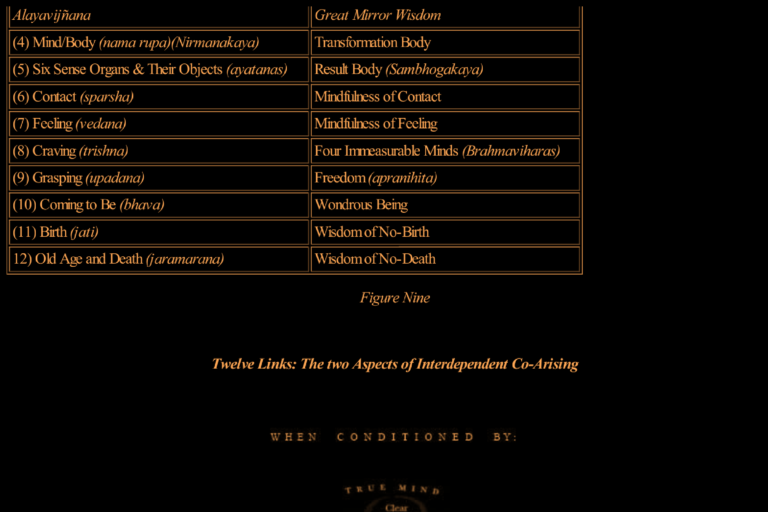 Alayavijñana Great Mirror Wisdom
(4) Mind/Body (nama rupa)(Nirmanakaya) Transformation Body
(5) Six Sense Organs & Their Objects (ayatanas) Result Body (Sambhogakaya)
(6) Contact (sparsha) Mindfulness of Contact
(7) Feeling (vedana) Mindfulness of Feeling
(8) Craving (trishna) Four Immeasurable Minds (Brahmaviharas)
(9) Grasping (upadana) Freedom (apranihita)
(10) Coming to Be (bhava) Wondrous Being
(11) Birth (jati) Wisdom of No-Birth
12) Old Age and Death (jaramarana) Wisdom of No-Death
Figure Nine
Twelve Links: The two Aspects of Interdependent Co-Arising
WHEN CONDITIONED BY:
TRUE MIND
Clear